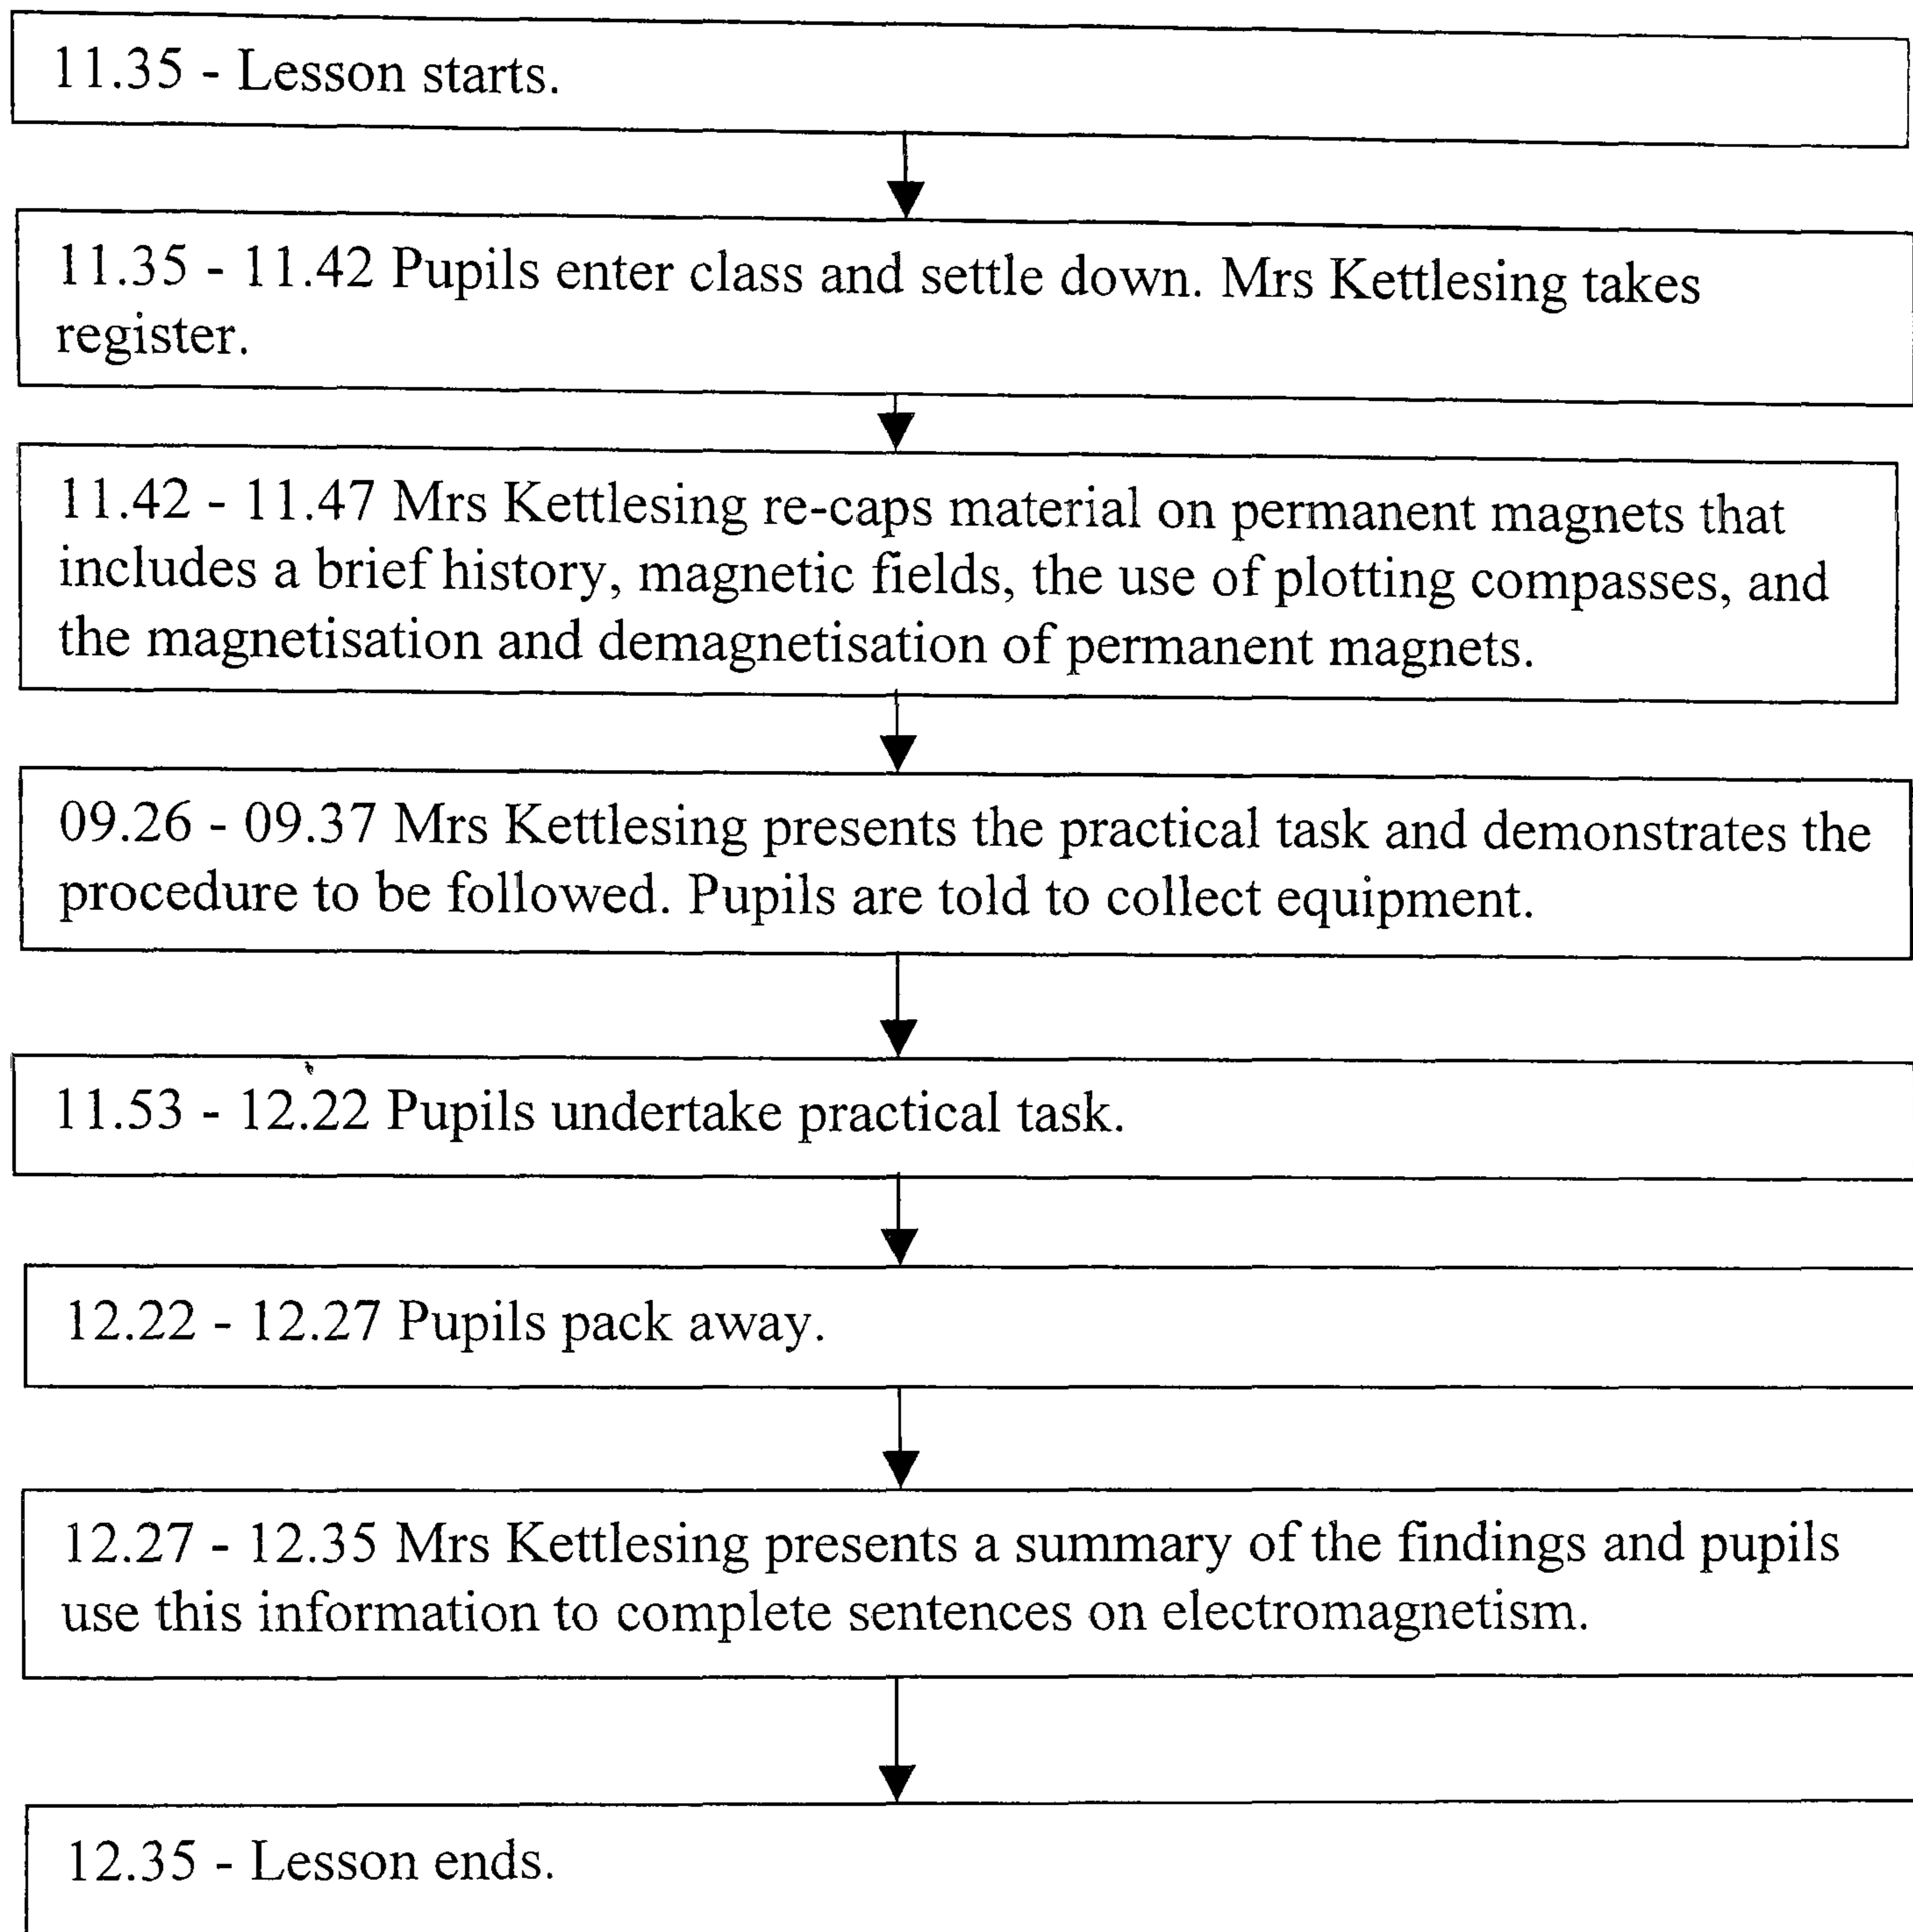 11.35 - Lesson starts.
11.35 - 11.42 Pupils enter class and settle down. Mrs Kettlesing takes
register.
11.42 - 11.47 Mrs Kettlesing re-caps material on permanent magnets that
includes a brief history, magnetic fields, the use of plotting compasses, and
the magnetisation and demagnetisation of permanent magnets.
09.26 - 09.37 Mrs Kettlesing presents the practical task and demonstrates the
procedure to be followed. Pupils are told to collect equipment.
11.53 - 12.22 Pupils undertake practical task.
12.22 - 12.27 Pupils pack away.
12.27 - 12.35 Mrs Kettlesing presents a summary of the findings and pupils
use this information to complete sentences on electromagnetism.
12.35 - Lesson ends.